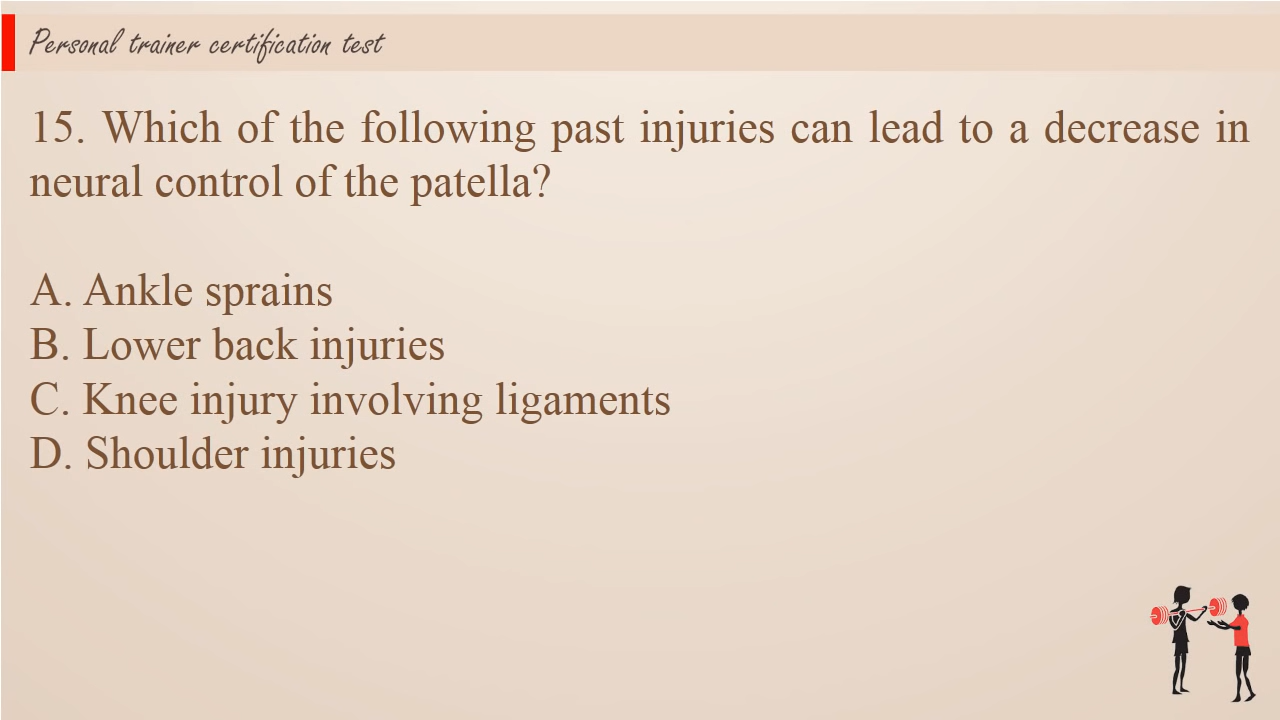 Personal trainer certification test
15. Which of the following past injuries can lead to a decrease in
neural control of the patella?
A. Ankle sprains
B. Lower back injuries
C. Knee injury involving ligaments
D. Shoulder injuries